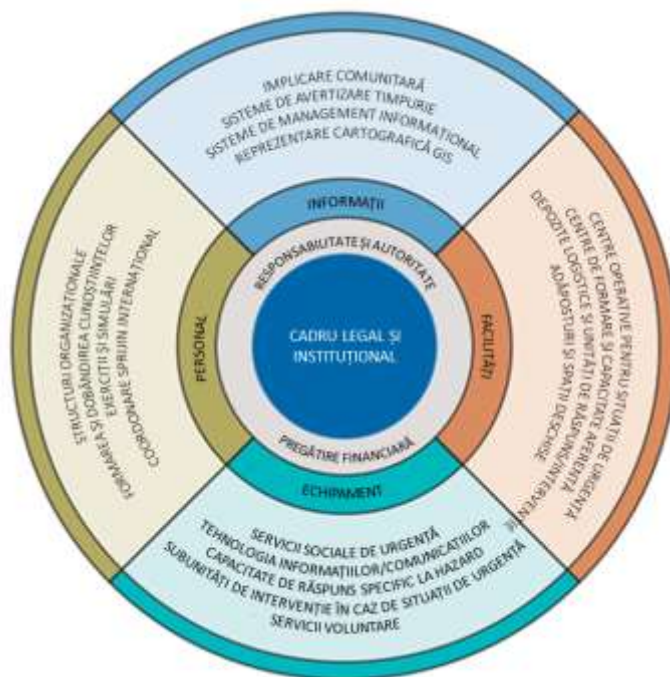 IMPLICARE COMUNITARĂ
SISTEME DE AVERTIZARE TIMPURIE
SISTEME DE MANAGEMENT INFORMAȚIONAL
REPREZENTARE CARTOGRAFICĂ GIS
INFORMAȚII
RESPONSABILITATE ȘI AUTORITATE
CADRU LEGAL ȘI
INSTITUȚIONAL
PREGĂTIRE FINANCIARĂ
FACILITĂȚI
CENTRE OPERATIVE PENTRU SITUAȚII DE URGENȚĂ
CENTRE DE FORMARE ȘI CAPACITATE AFERENTĂ
DEPOZITE LOGISTICE ȘI UNITĂȚI DE RĂSPUNS/INTERVENȚIE
ADĂPOSTURI ȘI SPAȚII DESCHISE
ECHIPAMENT
SERVICII SOCIALE DE URGENȚĂ
TEHNOLOGIA INFORMAȚIILOR/COMUNICAȚIILOR
CAPACITATE DE RĂSPUNS SPECIFIC LA HAZARD
SUBUNITĂȚI DE INTERVENȚIE ÎN CAZ DE SITUAȚII DE URGENȚĂ
SERVICII VOLUNTARE
PERSONAL
STRUCTURI ORGANIZAȚIONALE
FORMAREA ȘI DOBÂNDIREA CUNOȘTIINȚELOR
EXERCIȚII ȘI SIMULĂRI
COORDONARE SPRIJIN INTERNAȚIONAL